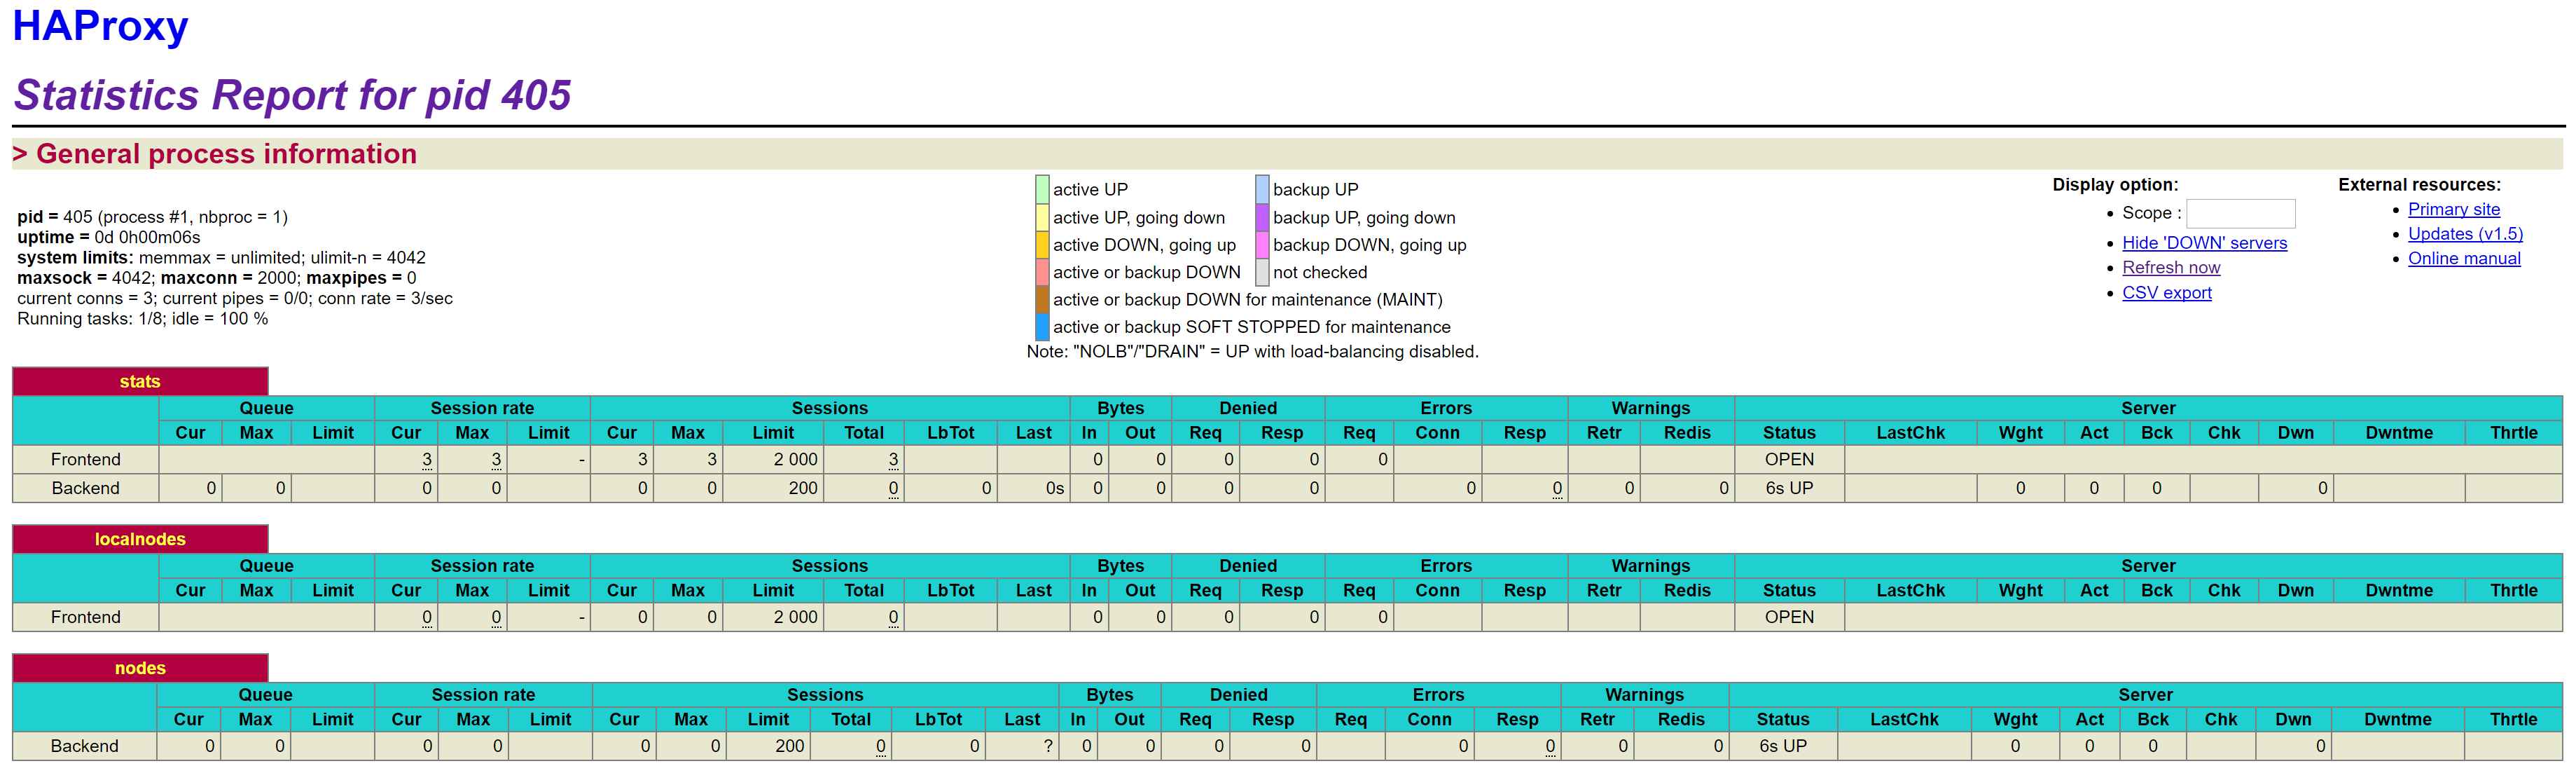 HAProxy
Statistics Report for pid 405
> General process information
pid = 405 (process #1, nbproc = 1)
uptime = 0d 0h00m06s
system limits: memmax = unlimited; ulimit-n = 4042
maxsock = 4042; maxconn = 2000; maxpipes = 0
current conns = 3; current pipes = 0/0; conn rate = 3/sec
Running tasks: 1/8; idle = 100 %
active UP backup UP
active UP, going down backup UP, going down
active DOWN, going up backup DOWN, going up
active or backup DOWN not checked
active or backup DOWN for maintenance (MAINT)
active or backup SOFT STOPPED for maintenance
Note: "NOLB"/"DRAIN" = UP with load-balancing disabled.
Display option:
Scope :
Hide 'DOWN' servers
Refresh now
CSV export
External resources:
Primary site
Updates (v1.5)
Online manual
stats
Queue Session rate Sessions Bytes Denied Errors Warnings Server
Cur Max Limit Cur Max Limit Cur Max Limit Total LbTot Last In Out Req Resp Req Conn Resp Retr Redis Status LastChk Wght Act Bck Chk Dwn Dwntme Thrtle
Frontend 3 3 - 3 3 2 000 3 0 0 0 0 0 OPEN
Backend 0 0 0 0 0 0 200 0 0 0s 0 0 0 0 0 0 0 0 6s UP 0 0 0 0
localnodes
Queue Session rate Sessions Bytes Denied Errors Warnings Server
Cur Max Limit Cur Max Limit Cur Max Limit Total LbTot Last In Out Req Resp Req Conn Resp Retr Redis Status LastChk Wght Act Bck Chk Dwn Dwntme Thrtle
Frontend 0 0 - 0 0 2 000 0 0 0 0 0 0 OPEN
nodes
Queue Session rate Sessions Bytes Denied Errors Warnings Server
Cur Max Limit Cur Max Limit Cur Max Limit Total LbTot Last In Out Req Resp Req Conn Resp Retr Redis Status LastChk Wght Act Bck Chk Dwn Dwntme Thrtle
Backend 0 0 0 0 0 0 200 0 0 ? 0 0 0 0 0 0 0 0 6s UP 0 0 0 0